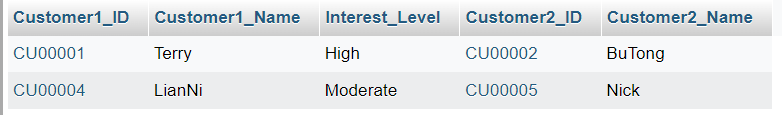 Customer1_ID Customer1_Name Interest_Level Customer2_ID Customer2_Name
CU00001 Terry High CU00002 BuTong
CU00004 LianNi Moderate CU00005 Nick